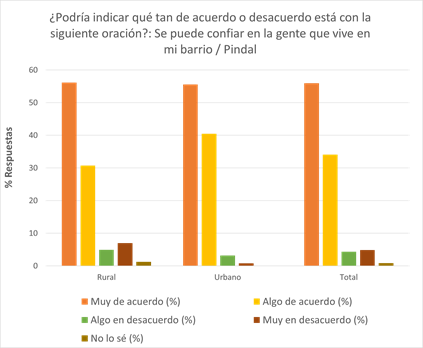 ¿Podría indicar qué tan de acuerdo o desacuerdo está con la
siguiente oración?: Se puede confiar en la gente que vive en
mi barrio / Pindal
% Respuestas
60
50
40
30
20
10
0
Rural
Urbano
Total
Muy de acuerdo (%)
Algo de acuerdo (%)
Algo en desacuerdo (%)
Muy en desacuerdo (%)
No lo sé (%)